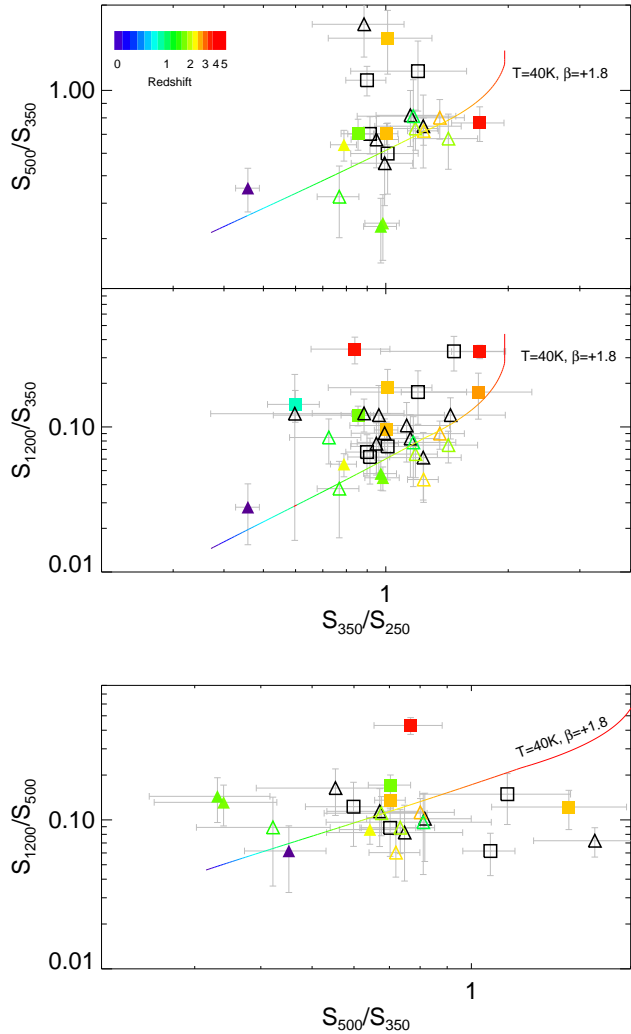 0 1 2 3 4 5
Redshift
T=40K, β=+1.8
1.00
S500/S350
T=40K, β=+1.8
0.10
0.01
S1200/S350
1
S350/S250
T=40K, β=+1.8
0.10
0.01
S1200/S500
1
S500/S350